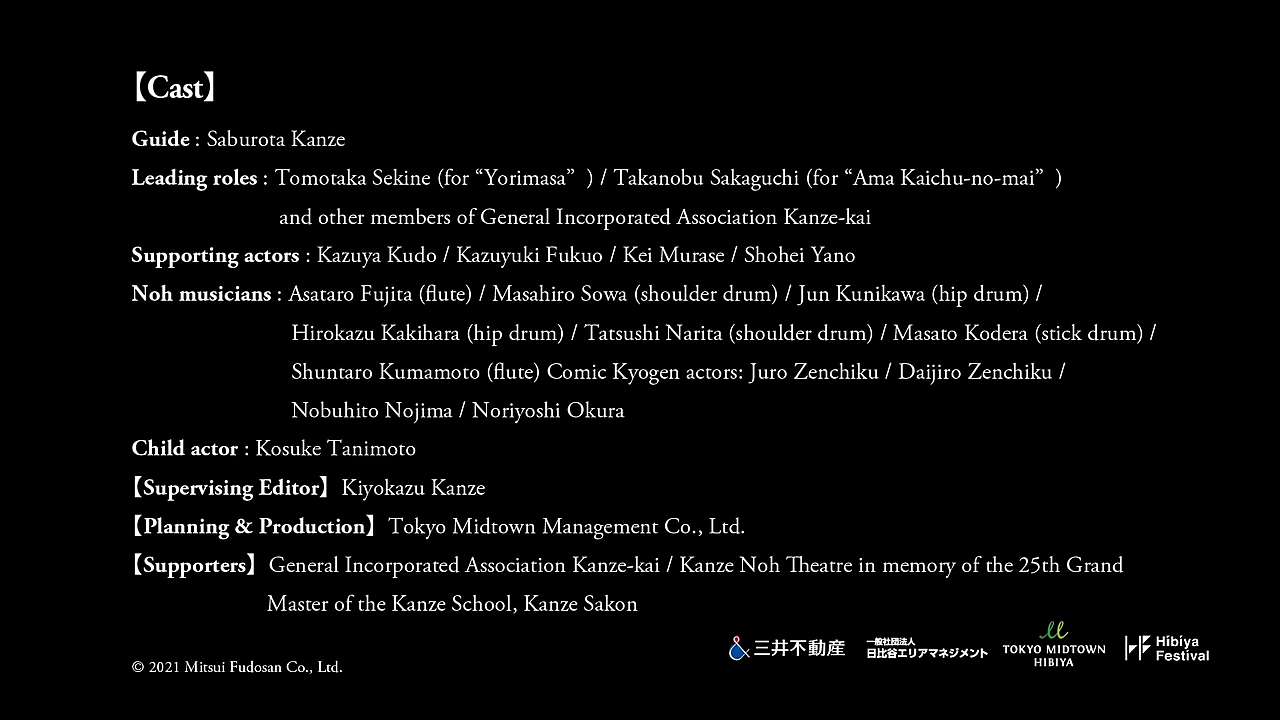 【Cast】
Guide : Saburota Kanze
Leading roles : Tomotaka Sekine (for “Yorimasa” ) / Takanobu Sakaguchi (for “Ama Kaichu-no-mai” )
and other members of General Incorporated Association Kanze-kai
Supporting actors : Kazuya Kudo / Kazuyuki Fukuo / Kei Murase / Shohei Yano
Noh musicians : Asataro Fujita (flute) / Masahiro Sowa (shoulder drum) / Jun Kunikawa (hip drum) /
Hirokazu Kakihara (hip drum) / Tatsushi Narita (shoulder drum) / Masato Kodera (stick drum) /
Shuntaro Kumamoto (flute) Comic Kyogen actors: Juro Zenchiku / Daijiro Zenchiku /
Nobuhito Nojima / Noriyoshi Okura
Child actor : Kosuke Tanimoto
【Supervising Editor】 Kiyokazu Kanze
【Planning & Production】 Tokyo Midtown Management Co., Ltd.
【Supporters】 General Incorporated Association Kanze-kai / Kanze Noh Theatre in memory of the 25th Grand
Master of the Kanze School, Kanze Sakon
© 2021 Mitsui Fudosan Co., Ltd.
三井不動産
一般社団法人
日比谷エリアマネジメント
TOKYO MIDTOWN
HIBIYA
Hibiya
Festival